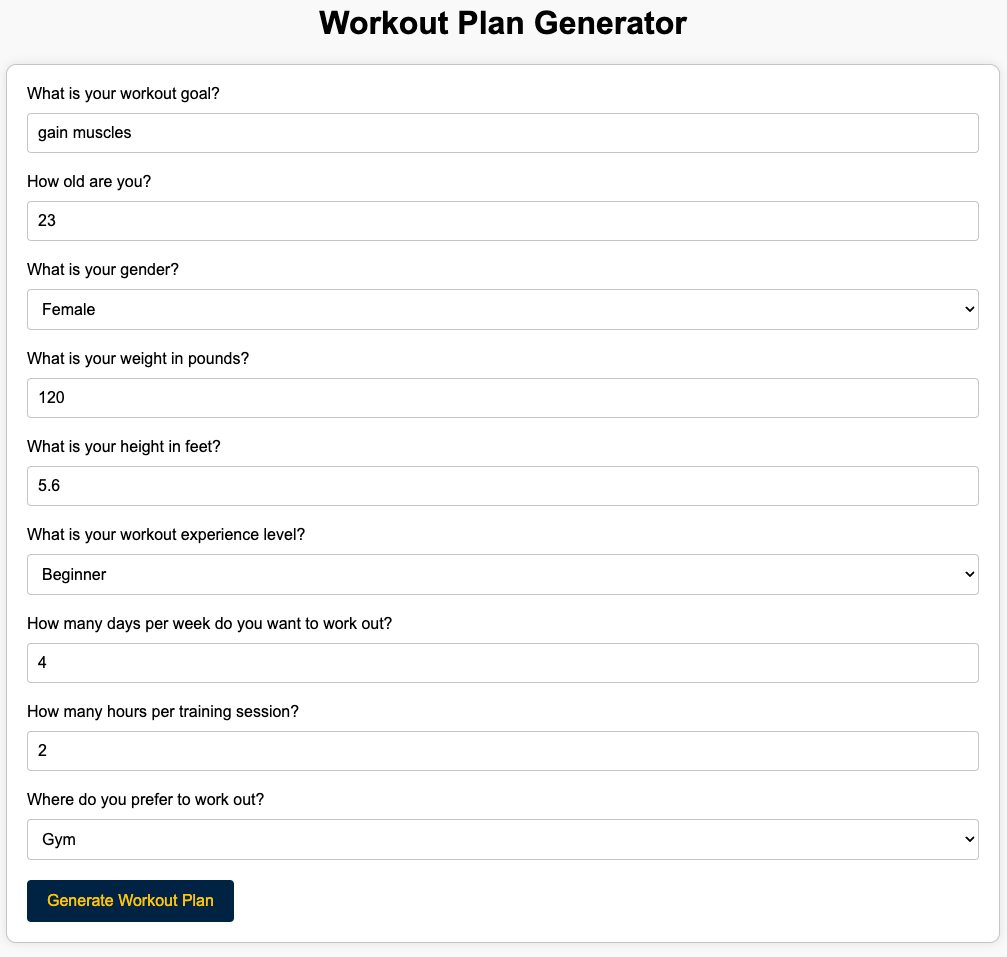 Workout Plan Generator
What is your workout goal?
gain muscles
How old are you?
23
What is your gender?
Female
What is your weight in pounds?
120
What is your height in feet?
5.6
What is your workout experience level?
Beginner
How many days per week do you want to work out?
4
How many hours per training session?
2
Where do you prefer to work out?
Gym
Generate Workout Plan